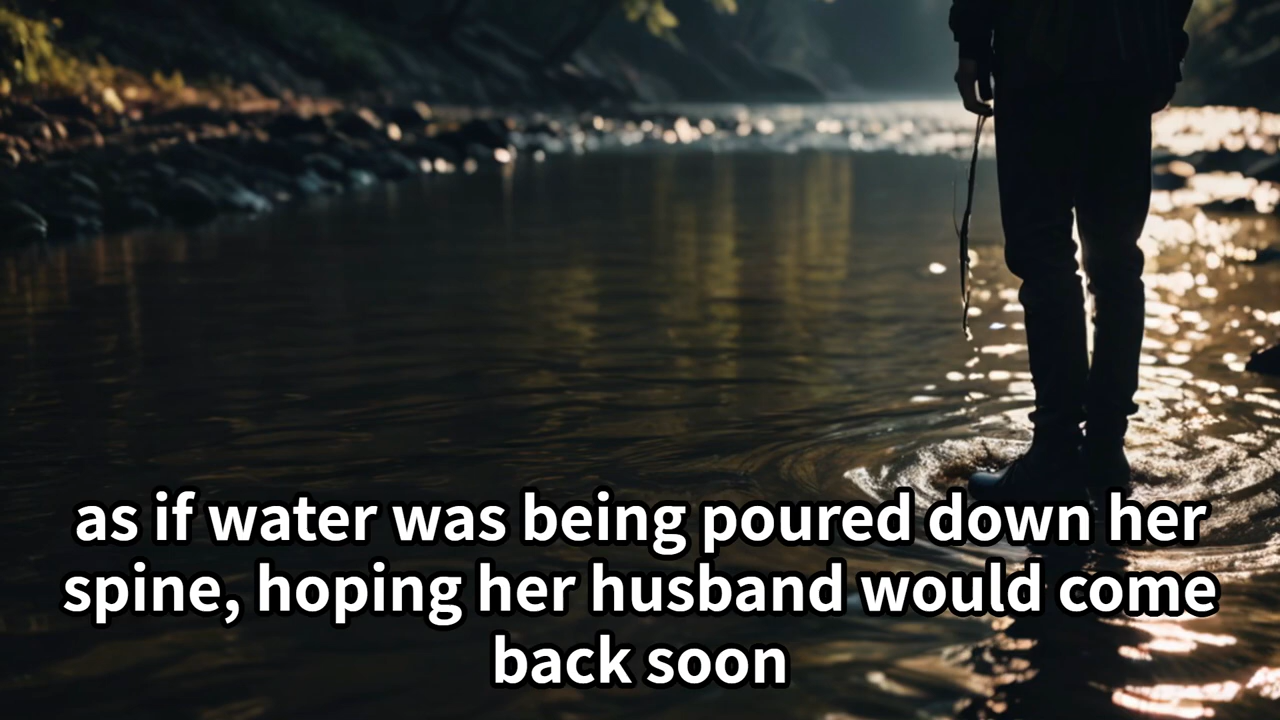 as if water was being poured down her
spine, hoping her husband would come
back soon